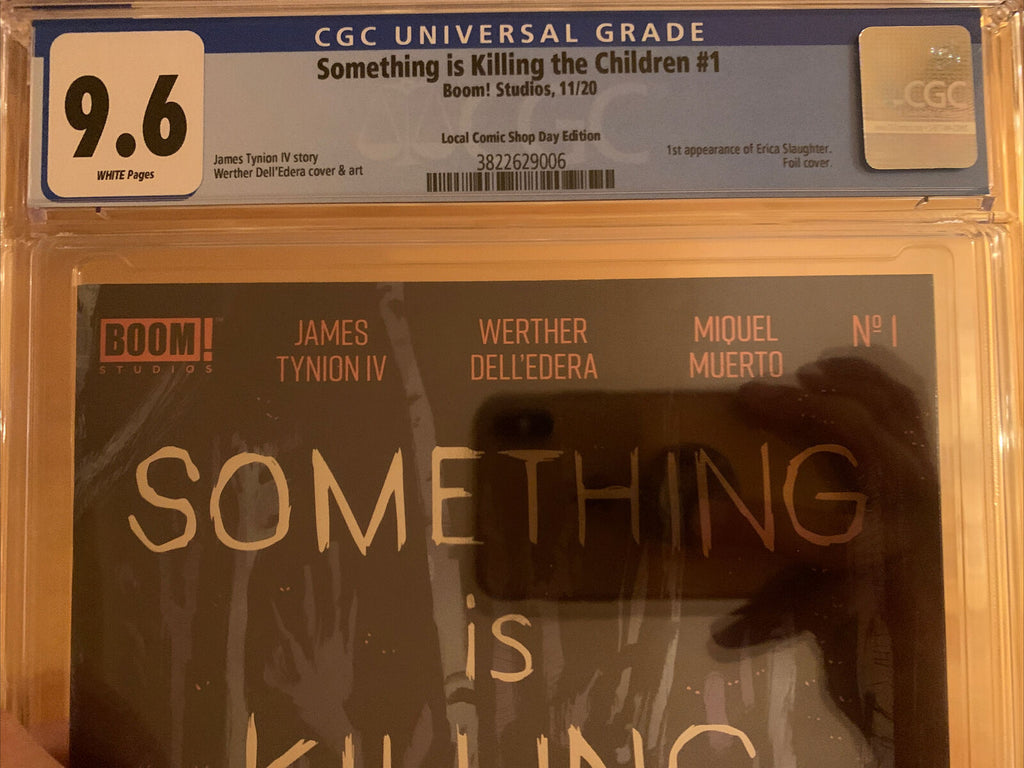 CGC UNIVERSAL GRADE
9.6
WHITE Pages
Something is Killing the Children #1
Boom! Studios, 11/20
Local Comic Shop Day Edition
3822629006
James Tynion IV story
Werther Dell'Edera cover & art
1st appearance of Erica Slaughter.
Foil cover.
CGC
CGC
BOOM!
STUDIOS
JAMES
TYNION IV
WERTHER
DELL'EDERA
MIQUEL
MUERTO
Nº 1
SOMETHING
iS
KILLING